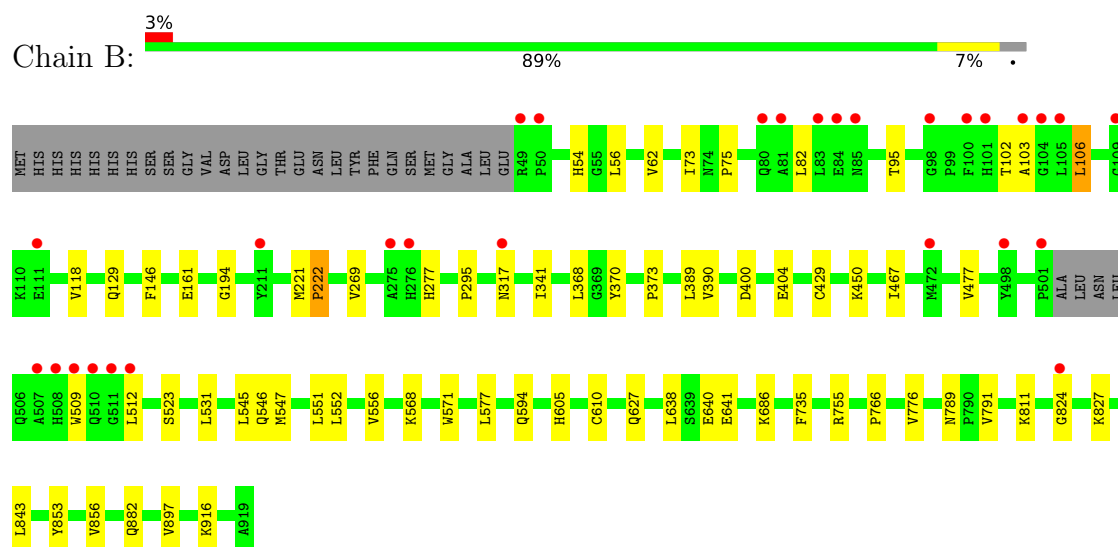 3%
Chain B:
89% 7% •
MET HIS HIS HIS HIS HIS HIS SER SER GLY VAL ASP LEU GLY THR GLU ASN LEU TYR PHE GLN SER MET GLY ALA LEU GLU R49 P50 H54 G55 L56 V62 I73 N74 P75 Q80 A81 L82 L83 E84 N85 T95 G98 P99 F100 H101 T102 A103 G104 L105 L106 G109
K110 E111 V118 Q129 F146 E161 G194 Y211 M221 P222 V269 A275 H276 H277 P295 N317 I341 L368 G369 Y370 P373 L389 V390 D400 E404 C429 K450 I467 M472 V477 Y498 P501 ALA LEU ASN LEU
Q506 A507 H508 W509 Q510 G511 L512 S523 L531 L545 Q546 M547 L551 L552 V556 K568 W571 L577 Q594 H605 C610 Q627 L638 S639 E640 E641 K686 F735 R755 P766 V776 N789 P790 V791 K811 G824 K827
L843 Y853 V856 Q882 V897 K916 A919